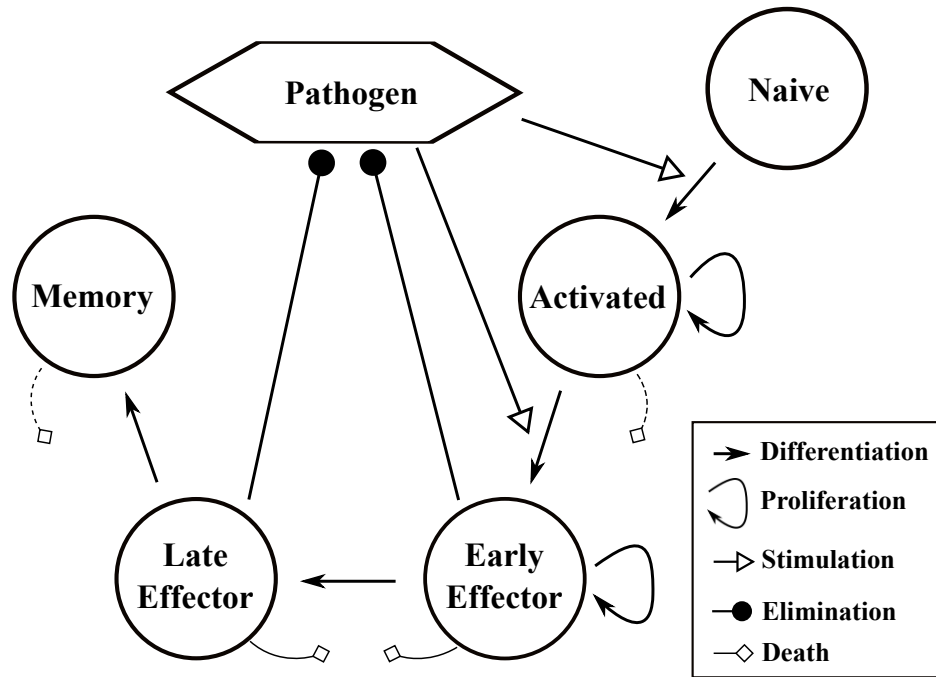 Pathogen
Naive
Memory
Activated
Late
Effector
Early
Effector
Differentiation
Proliferation
Stimulation
Elimination
Death